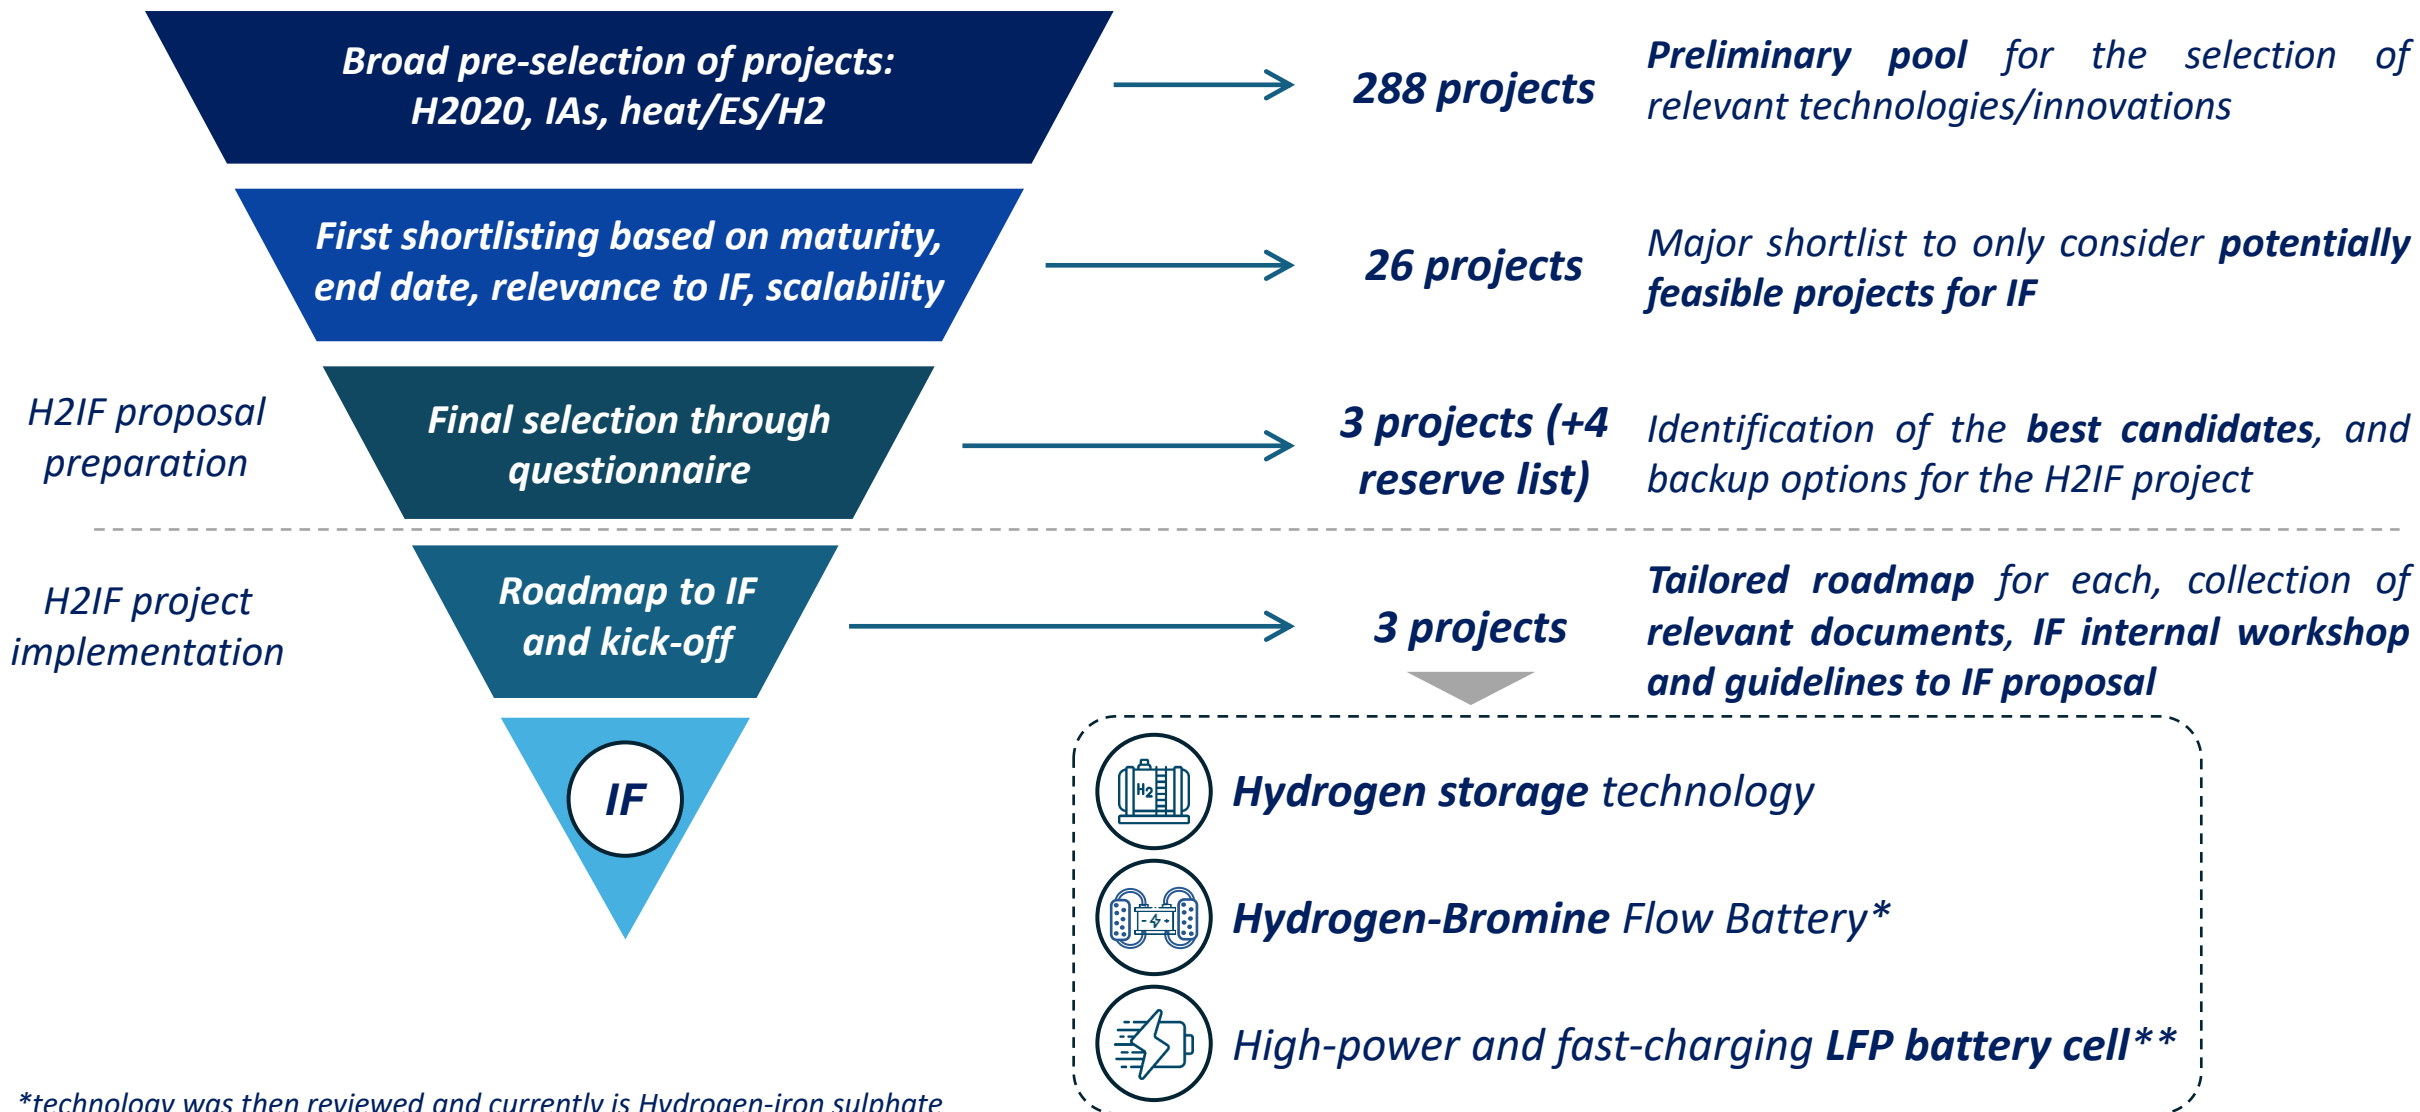 Broad pre-selection of projects:
H2020, IAs, heat/ES/H2
288 projects
Preliminary pool for the selection of
relevant technologies/innovations
First shortlisting based on maturity,
end date, relevance to IF, scalability
26 projects
Major shortlist to only consider potentially
feasible projects for IF
H2IF proposal
preparation
Final selection through
questionnaire
3 projects (+4
reserve list)
Identification of the best candidates, and
backup options for the H2IF project
H2IF project
implementation
Roadmap to IF
and kick-off
3 projects
Tailored roadmap for each, collection of
relevant documents, IF internal workshop
and guidelines to IF proposal
IF
H2
Hydrogen storage technology
Hydrogen-Bromine Flow Battery*
High-power and fast-charging LFP battery cell**
*technology was then reviewed and currently is Hydrogen-iron sulphate